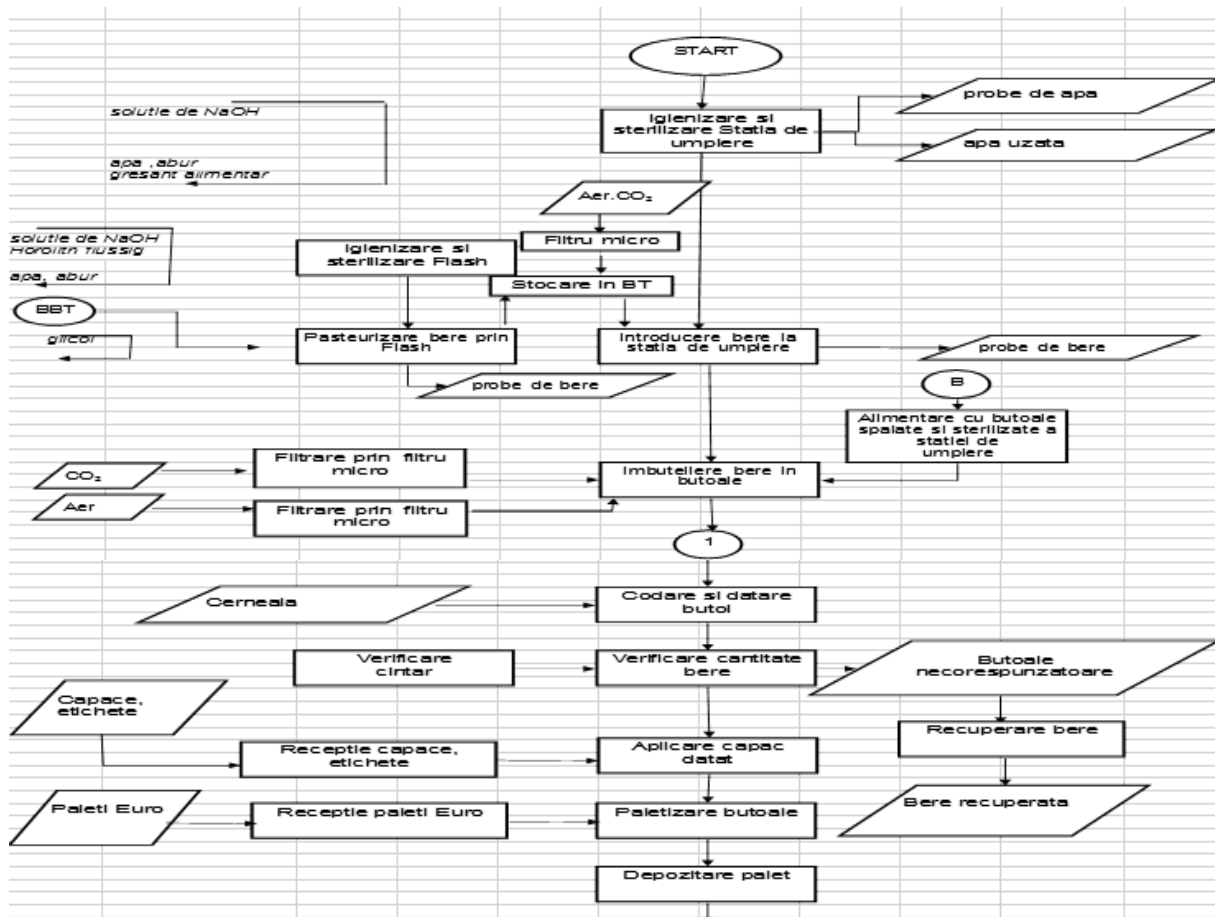 START
probe de apa
solutie de NaOH
Igienizare si
sterilizare Statia de
umplere
apa uzata
apa ,abur
gresant alimentar
Aer.CO₂
solutie de NaOH
Horolith flussig
Igienizare si
sterilizare Flash
Filtru micro
apa, abur
Stocare in BT
BBT
glicol
Pasteurizare bere prin
Flash
Introducere bere la
statia de umplere
probe de bere
probe de bere
B
Alimentare cu butoaie
spalate si sterilizate a
statiei de
umplere
CO₂
Filtrare prin filtru
micro
Imbuteliere bere in
butoaie
Aer
Filtrare prin filtru
micro
1
Cerneala
Codare si datare
butoi
Verificare
cintar
Verificare cantitate
bere
Butoaie
necorespunzatoare
Capace,
etichete
Recuperare bere
Receptie capace,
etichete
Aplicare capac
datat
Paleti Euro
Receptie paleti Euro
Paletizare butoaie
Bere recuperata
Depozitare palet